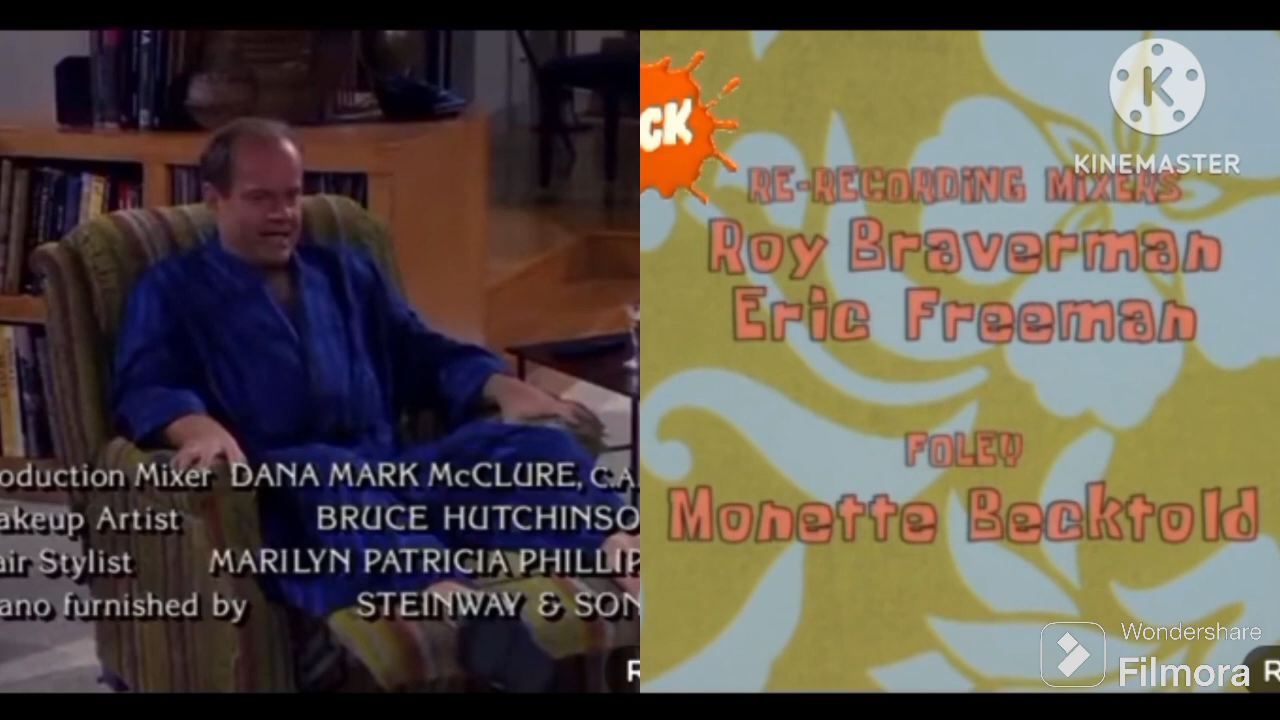 oduction Mixer DANA MARK McCLURE, C.A.
akeup Artist BRUCE HUTCHINSO
air Stylist MARILYN PATRICIA PHILLIP
ano furnished by STEINWAY & SON
R
CK
K
KINEMASTER
RE-RECORDING MIXERS
Roy Braverman
Eric Freeman
FOLEY
Monette Becktold
Wondershare
Filmora
R